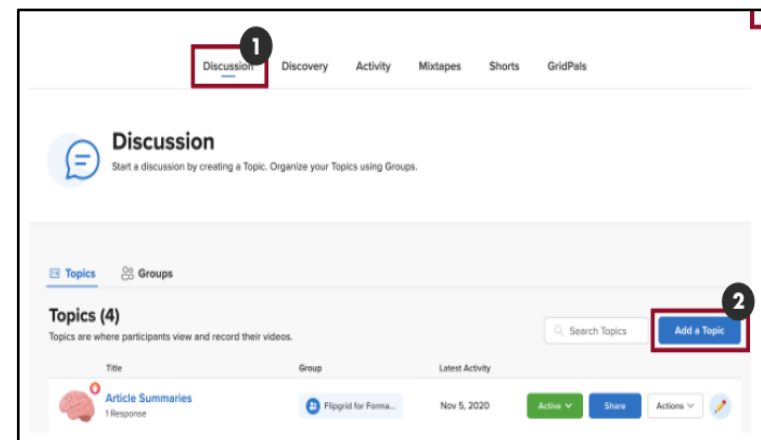 1
Discussion Discovery Activity Mixtapes Shorts GridPals
Discussion
Start a discussion by creating a Topic. Organize your Topics using Groups.
Topics Groups
2
Topics (4)
Topics are where participants view and record their videos.
Search Topics Add a Topic
Title Group Latest Activity
Article Summaries
1 Response
Flipgrid for Forma... Nov 5, 2020 Active Share Actions